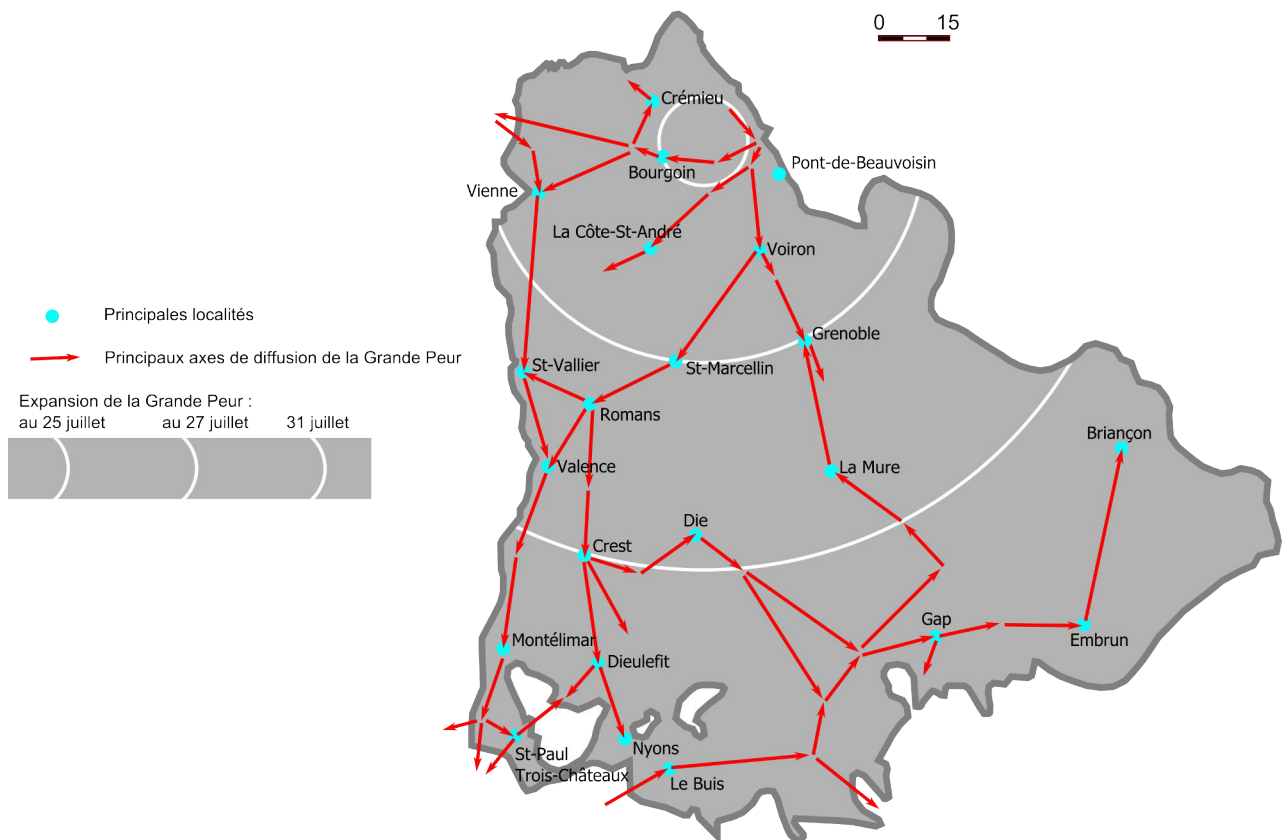 0 15
Crémieu
Pont-de-Beauvoisin
Bourgoin
Vienne
La Côte-St-André
Voiron
Principales localités
Grenoble
Principaux axes de diffusion de la Grande Peur
St-Vallier
St-Marcellin
Expansion de la Grande Peur :
au 25 juillet au 27 juillet 31 juillet
Romans
Briançon
Valence
La Mure
Die
Crest
Gap
Embrun
Montélimar
Dieulefit
St-Paul
Trois-Châteaux
Nyons
Le Buis